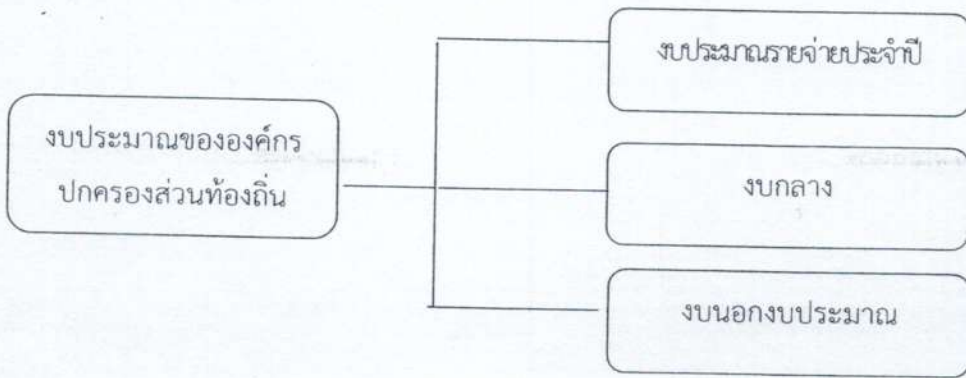 งบประมาณรายจ่ายประจำปี
งบประมาณขององค์กร
ปกครองส่วนท้องถิ่น
งบกลาง
งบนอกงบประมาณ